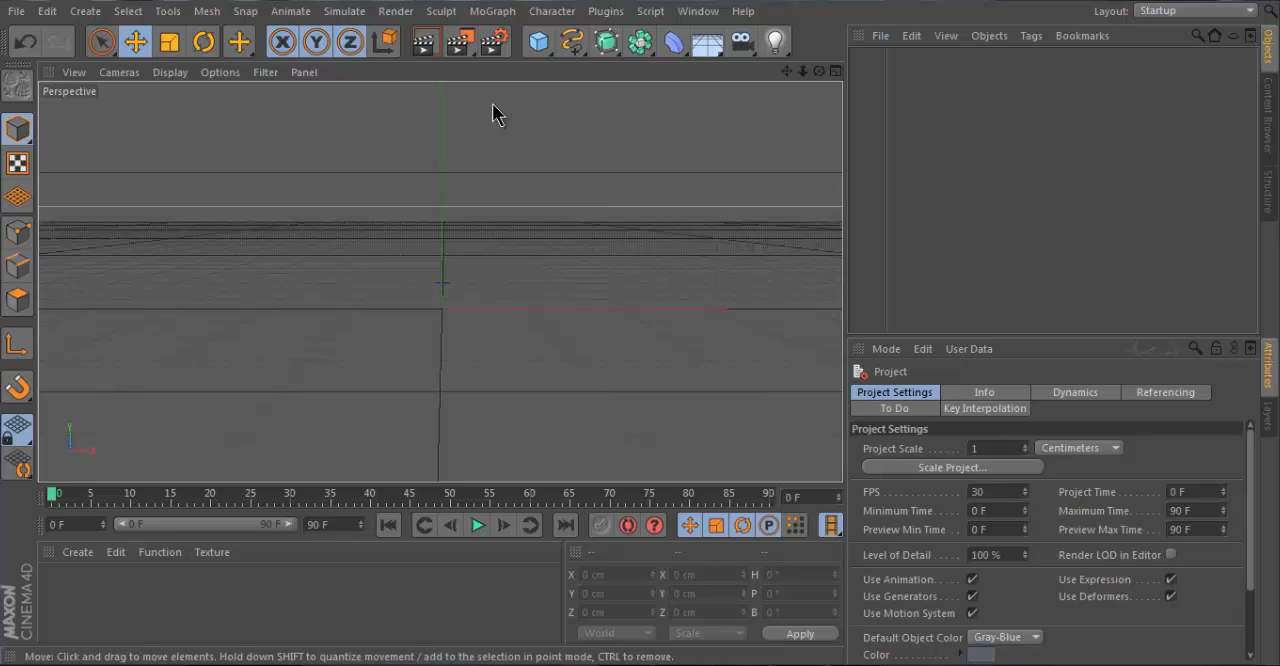 File Edit Create Select Tools Mesh Snap Animate Simulate Render Sculpt MoGraph Character Plugins Script Window Help Layout: Startup
X Y Z
File Edit View Objects Tags Bookmarks
Objects
Content Browser
Structure
View Cameras Display Options Filter Panel
Perspective
Y
X
Mode Edit User Data
Attributes
Layers
Project
Project Settings Info Dynamics Referencing
To Do Key Interpolation
Project Settings
Project Scale 1 Centimeters
Scale Project...
FPS 30 Project Time 0 F
Minimum Time 0 F Maximum Time 90 F
Preview Min Time 0 F Preview Max Time 90 F
Level of Detail 100 % Render LOD in Editor
Use Animation Use Expression
Use Generators Use Deformers
Use Motion System
Default Object Color Gray-Blue
Color
0 5 10 15 20 25 30 35 40 45 50 55 60 65 70 75 80 85 90 0 F
0 F 0 F 90 F 90 F
P
Create Edit Function Texture
-- -- --
X 0 cm X 0 cm H 0 °
Y 0 cm Y 0 cm P 0 °
Z 0 cm Z 0 cm B 0 °
World Scale Apply
MAXON
CINEMA4D
Move: Click and drag to move elements. Hold down SHIFT to quantize movement / add to the selection in point mode, CTRL to remove.